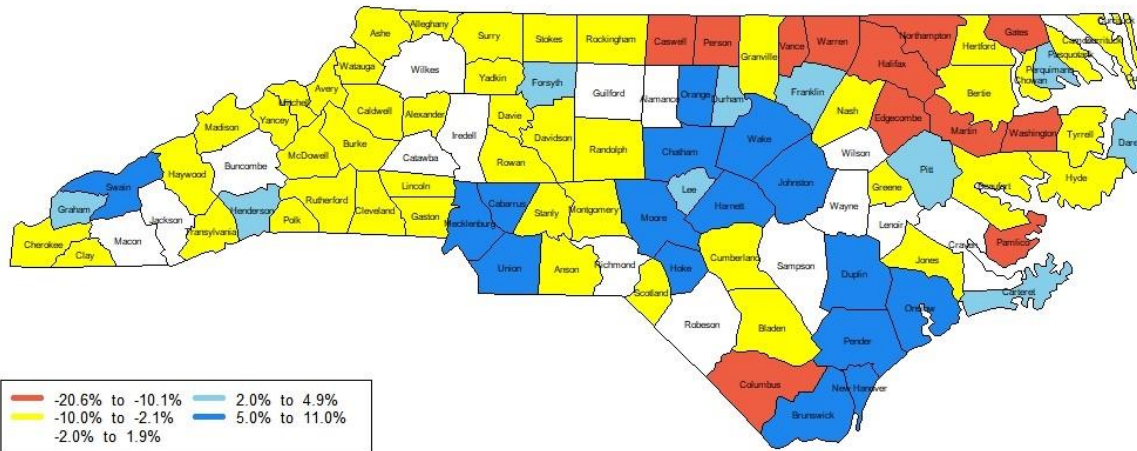 Ashe
Alleghany
Surry
Stokes
Rockingham
Caswell
Person
Granville
Vance
Warren
Northampton
Halifax
Hertford
Gates
Pasquotank
Perquimans
Chowan
Watauga
Wilkes
Yadkin
Forsyth
Guilford
Alamance
Orange
Durham
Franklin
Nash
Bertie
Avery
Mitchell
Yancey
Caldwell
Alexander
Iredell
Davie
Davidson
Randolph
Chatham
Wake
Edgecombe
Martin
Washington
Tyrrell
Dare
Madison
Buncombe
McDowell
Burke
Catawba
Rowan
Lee
Johnston
Wilson
Greene
Pitt
Beaufort
Hyde
Swain
Haywood
Graham
Jackson
Henderson
Rutherford
Polk
Cleveland
Lincoln
Gaston
Mecklenburg
Cabarrus
Stanly
Montgomery
Moore
Harnett
Wayne
Lenoir
Craven
Pamlico
Cherokee
Clay
Macon
Transylvania
Union
Anson
Richmond
Hoke
Scotland
Cumberland
Sampson
Duplin
Jones
Onslow
Carteret
Robeson
Bladen
Pender
Columbus
New Hanover
Brunswick
-20.6% to -10.1%
-10.0% to -2.1%
-2.0% to 1.9%
2.0% to 4.9%
5.0% to 11.0%